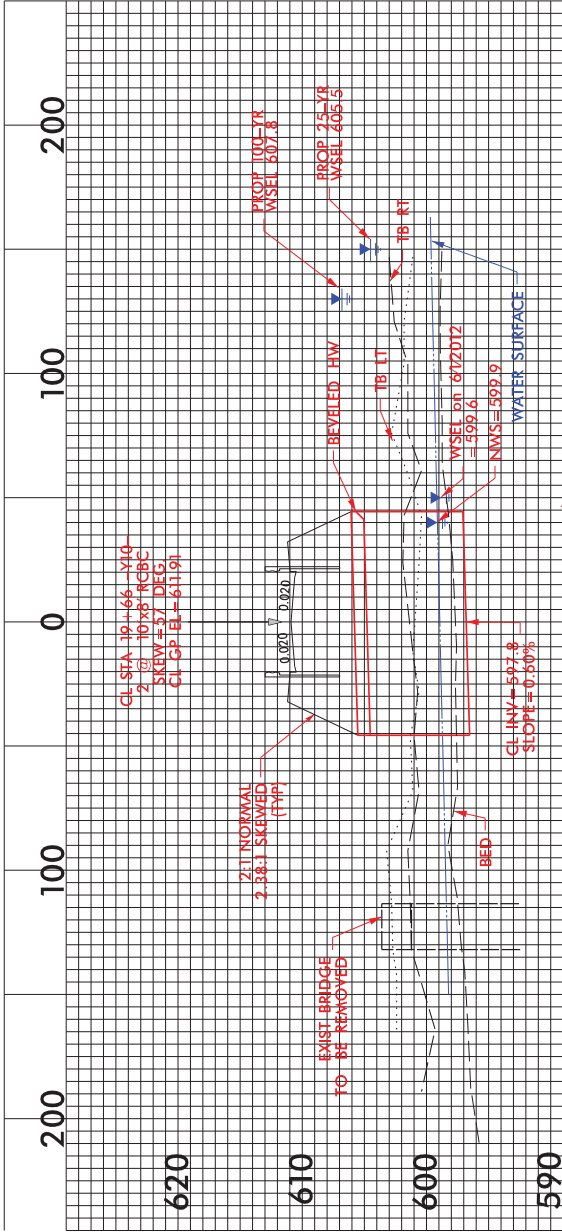 200
100
0
100
200
620
610
600
590
CL STA 19+66 -Y10-
2 @ 10'x8' RCBC
SKEW = 57 DEG.
CL GP EL = 611.91
2:1 NORMAL
2.38:1 SKEWED
(TYP)
EXIST BRIDGE
TO BE REMOVED
0.020
0.020
BEVELED HW
PROP 100-YR
WSEL 607.8
PROP 25-YR
WSEL 605.5
TB LT
TB RT
WSEL on 6/1/2012
= 599.6
NWS = 599.9
WATER SURFACE
CL INV = 597.8
SLOPE = 0.60%
BED